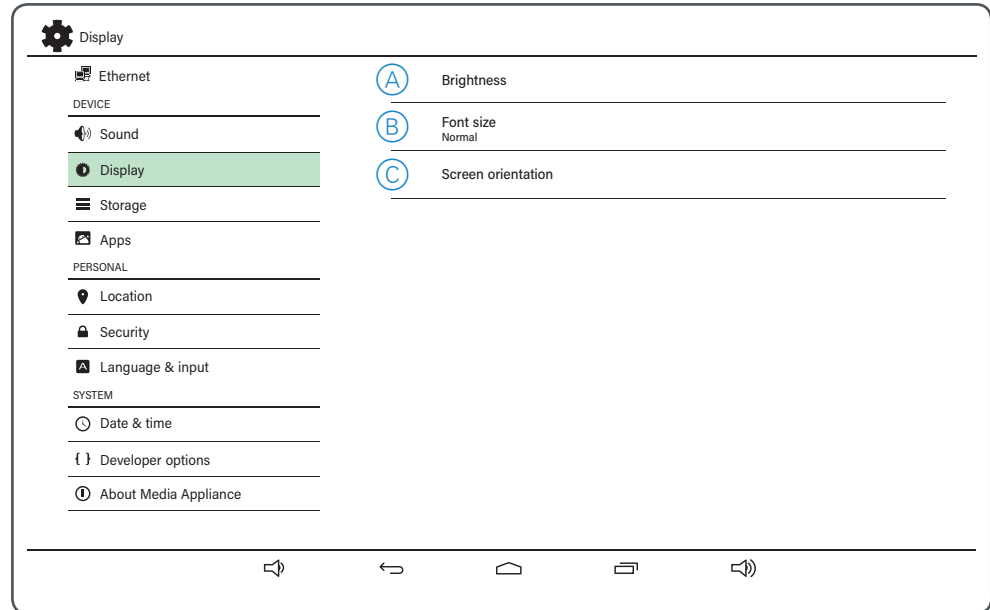 Display
Ethernet
DEVICE
Sound
Display
Storage
Apps
PERSONAL
Location
Security
A Language & input
SYSTEM
Date & time
{ } Developer options
About Media Appliance
A Brightness
B Font size
Normal
C Screen orientation